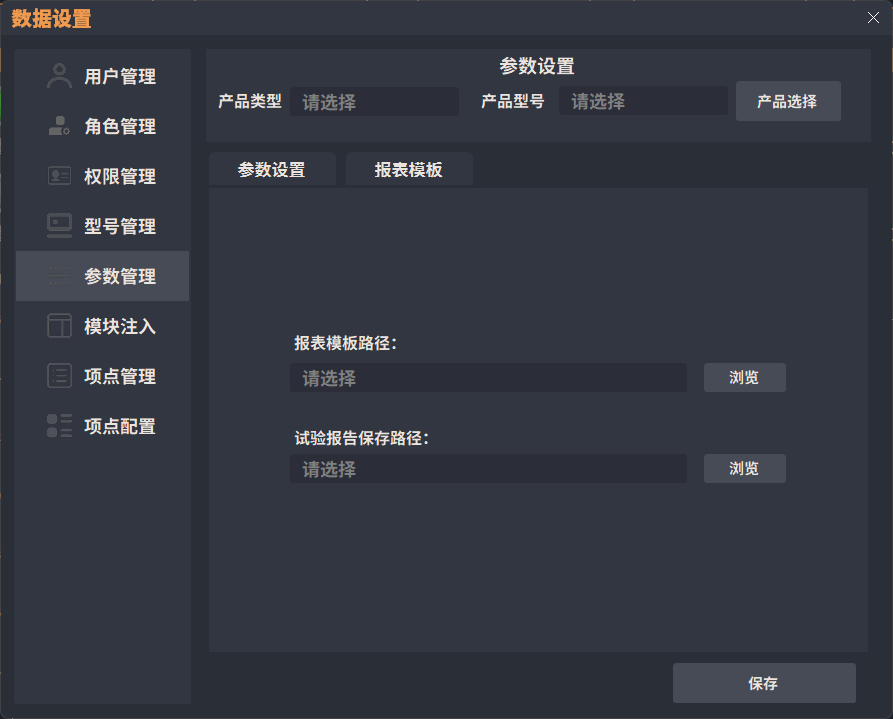 数据设置
用户管理
角色管理
权限管理
型号管理
参数管理
模块注入
项点管理
项点配置
参数设置
产品类型 请选择 产品型号 请选择 产品选择
参数设置 报表模板
报表模板路径:
请选择 浏览
试验报告保存路径:
请选择 浏览
保存